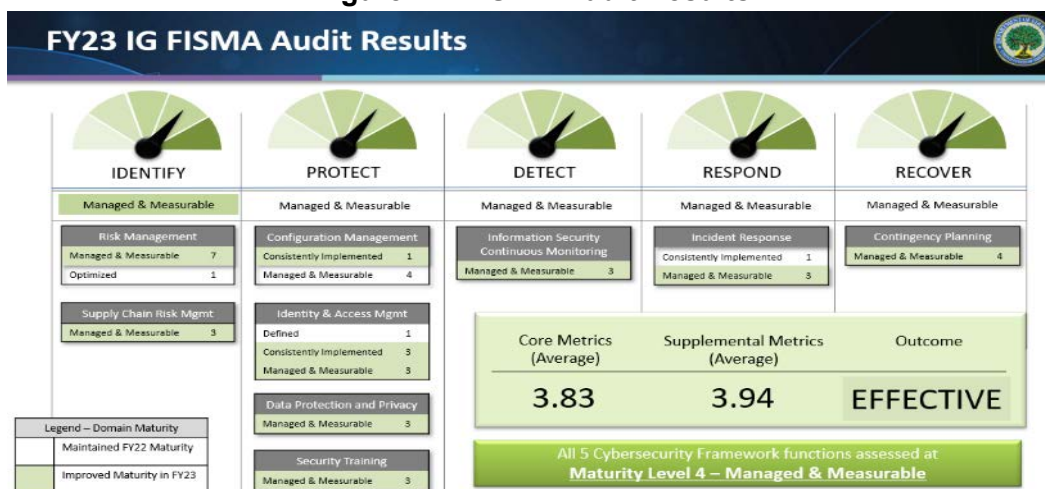 FY23 IG FISMA Audit Results
IDENTIFY
PROTECT
DETECT
RESPOND
RECOVER
Managed & Measurable
Managed & Measurable
Managed & Measurable
Managed & Measurable
Managed & Measurable
Risk Management
Managed & Measurable 7
Optimized 1
Supply Chain Risk Mgmt
Managed & Measurable 3
Configuration Management
Consistently Implemented 1
Managed & Measurable 4
Identity & Access Mgmt
Defined 1
Consistently Implemented 3
Managed & Measurable 3
Data Protection and Privacy
Managed & Measurable 3
Security Training
Managed & Measurable 3
Information Security
Continuous Monitoring
Managed & Measurable 3
Incident Response
Consistently Implemented 1
Managed & Measurable 3
Contingency Planning
Managed & Measurable 4
Core Metrics
(Average)
3.83
Supplemental Metrics
(Average)
3.94
Outcome
EFFECTIVE
All 5 Cybersecurity Framework functions assessed at
Maturity Level 4 – Managed & Measurable
Legend – Domain Maturity
Maintained FY22 Maturity
Improved Maturity in FY23